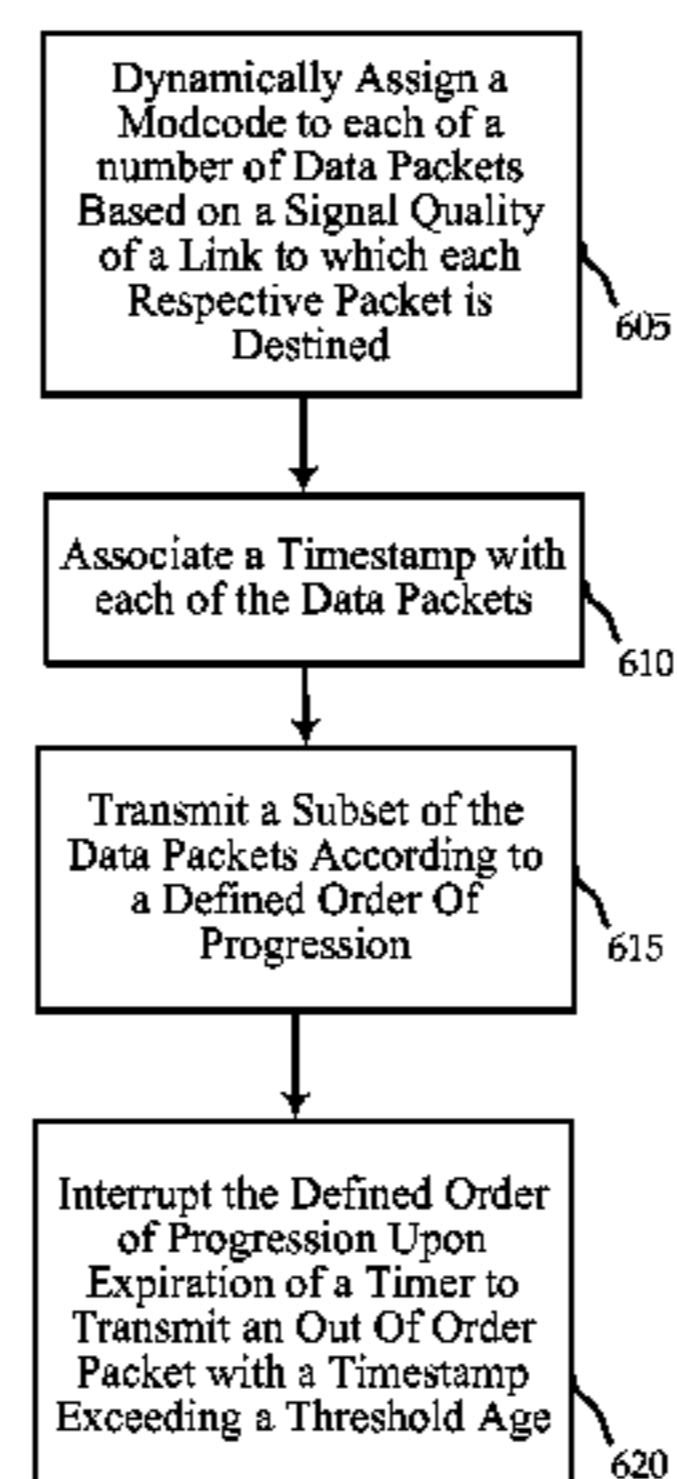 Dynamically Assign a
Modcode to each of a
number of Data Packets
Based on a Signal Quality
of a Link to which each
Respective Packet is
Destined
605
Associate a Timestamp with
each of the Data Packets
610
Transmit a Subset of the
Data Packets According to
a Defined Order Of
Progression
615
Interrupt the Defined Order
of Progression Upon
Expiration of a Timer to
Transmit an Out Of Order
Packet with a Timestamp
Exceeding a Threshold Age
620